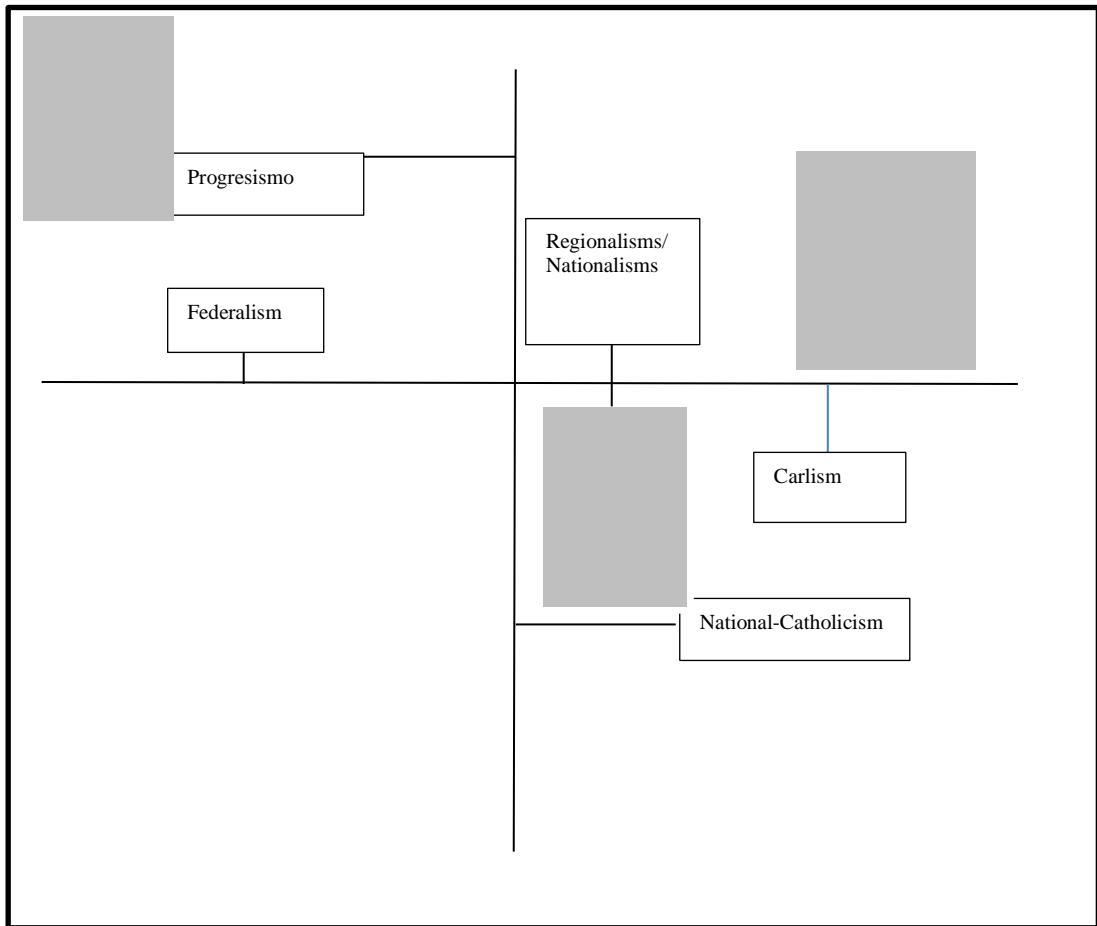 Progresismo
Regionalisms/
Nationalisms
Federalism
Carlism
National-Catholicism